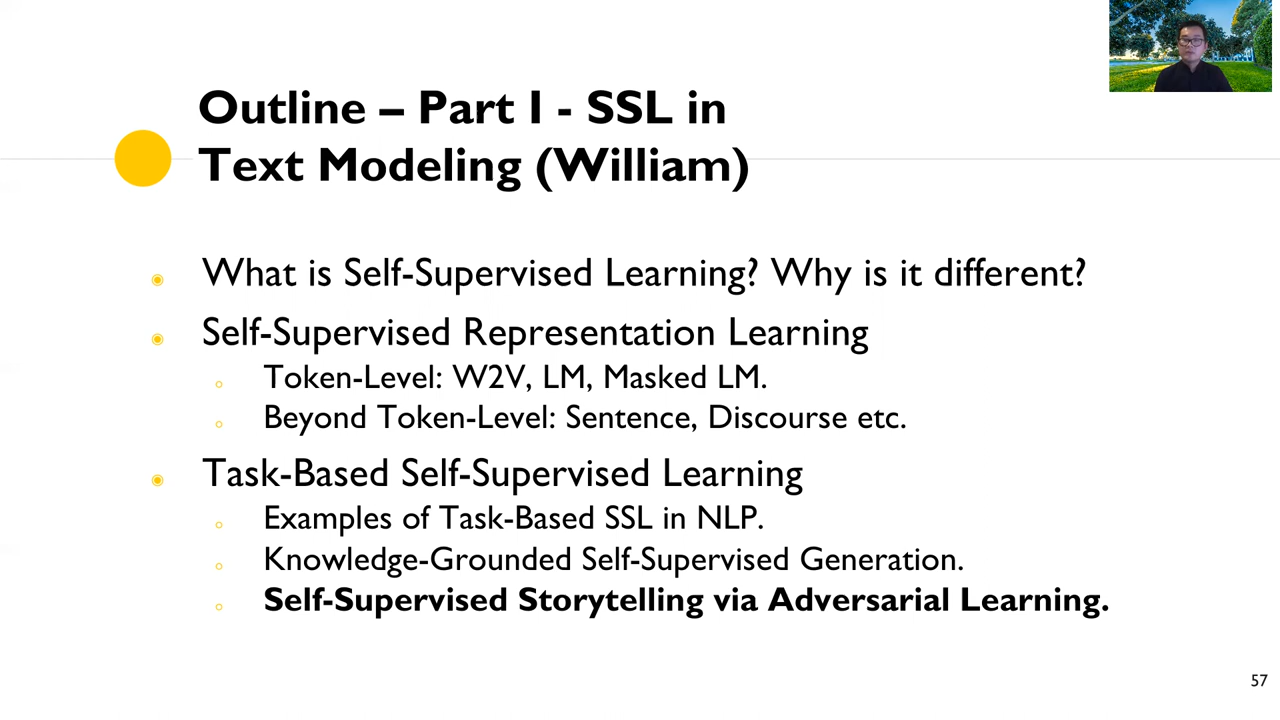 Outline – Part I - SSL in
Text Modeling (William)
What is Self-Supervised Learning? Why is it different?
Self-Supervised Representation Learning
Token-Level: W2V, LM, Masked LM.
Beyond Token-Level: Sentence, Discourse etc.
Task-Based Self-Supervised Learning
Examples of Task-Based SSL in NLP.
Knowledge-Grounded Self-Supervised Generation.
Self-Supervised Storytelling via Adversarial Learning.
57